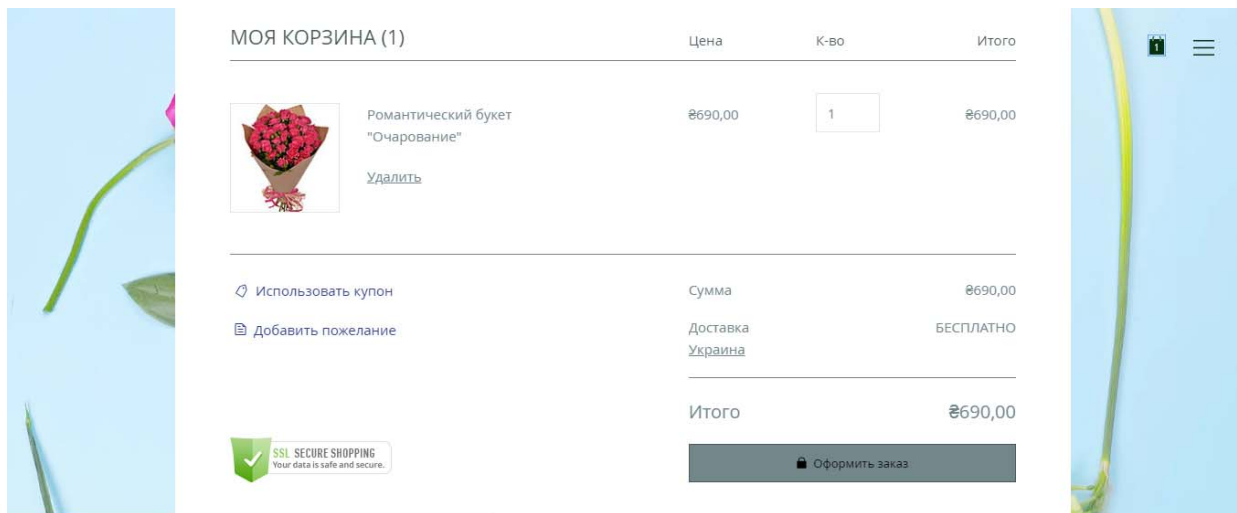 МОЯ КОРЗИНА (1) Цена К-во Итого
1
Романтический букет ₴690,00 1 ₴690,00
"Очарование"
Удалить
Использовать купон Сумма ₴690,00
Добавить пожелание Доставка БЕСПЛАТНО
Украина
Итого ₴690,00
SSL SECURE SHOPPING
Your data is safe and secure.
Оформить заказ